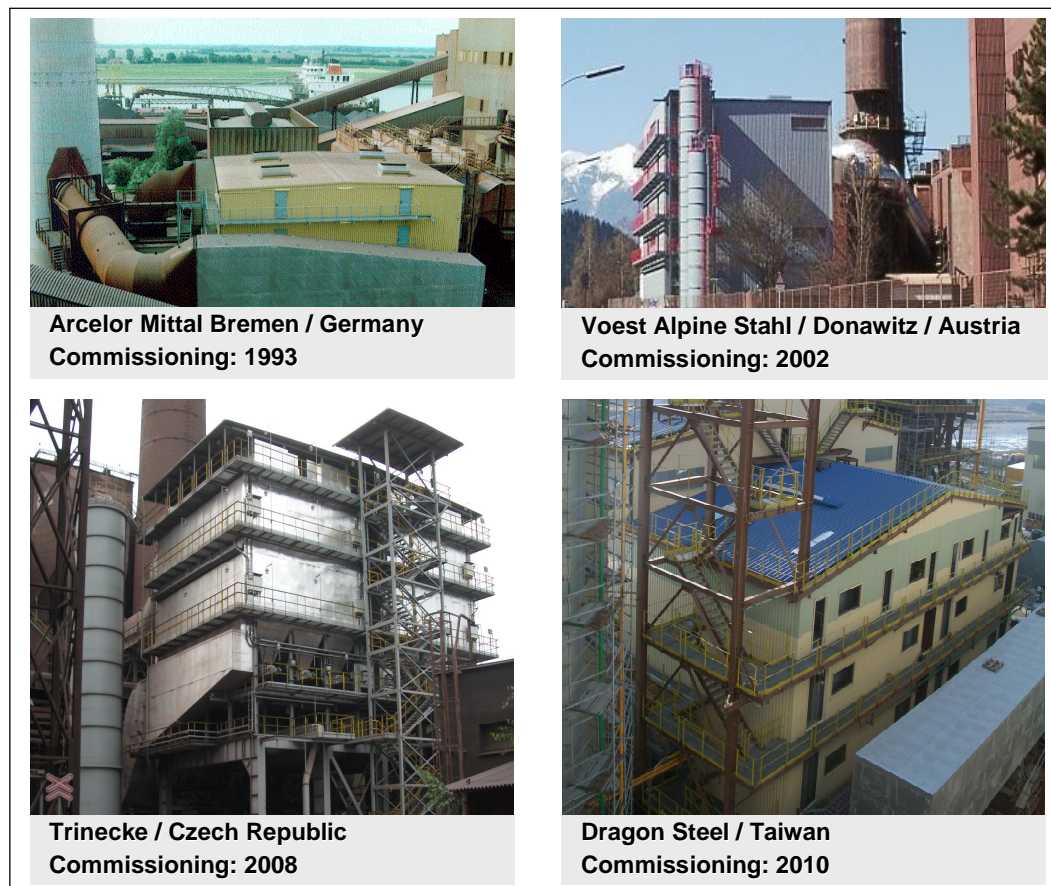 Arcelor Mittal Bremen / Germany
Commissioning: 1993
Voest Alpine Stahl / Donawitz / Austria
Commissioning: 2002
Trinecke / Czech Republic
Commissioning: 2008
Dragon Steel / Taiwan
Commissioning: 2010